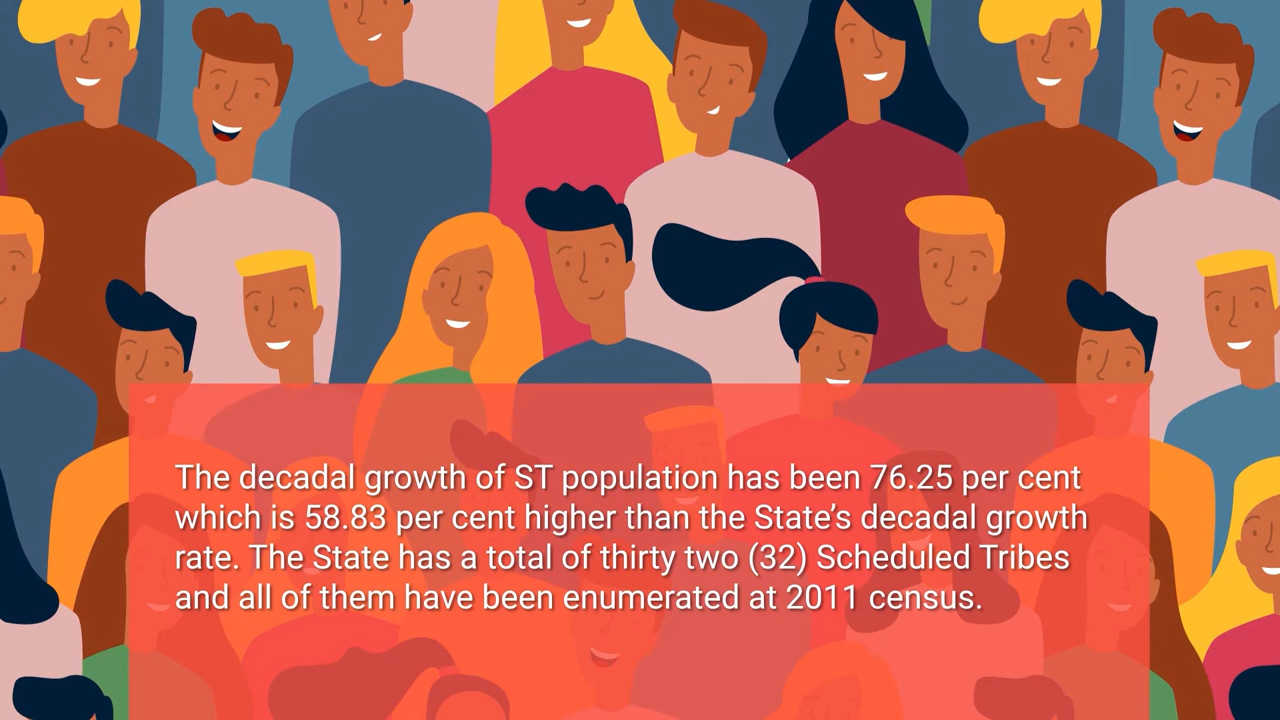 The decadal growth of ST population has been 76.25 per cent
which is 58.83 per cent higher than the State’s decadal growth
rate. The State has a total of thirty two (32) Scheduled Tribes
and all of them have been enumerated at 2011 census.